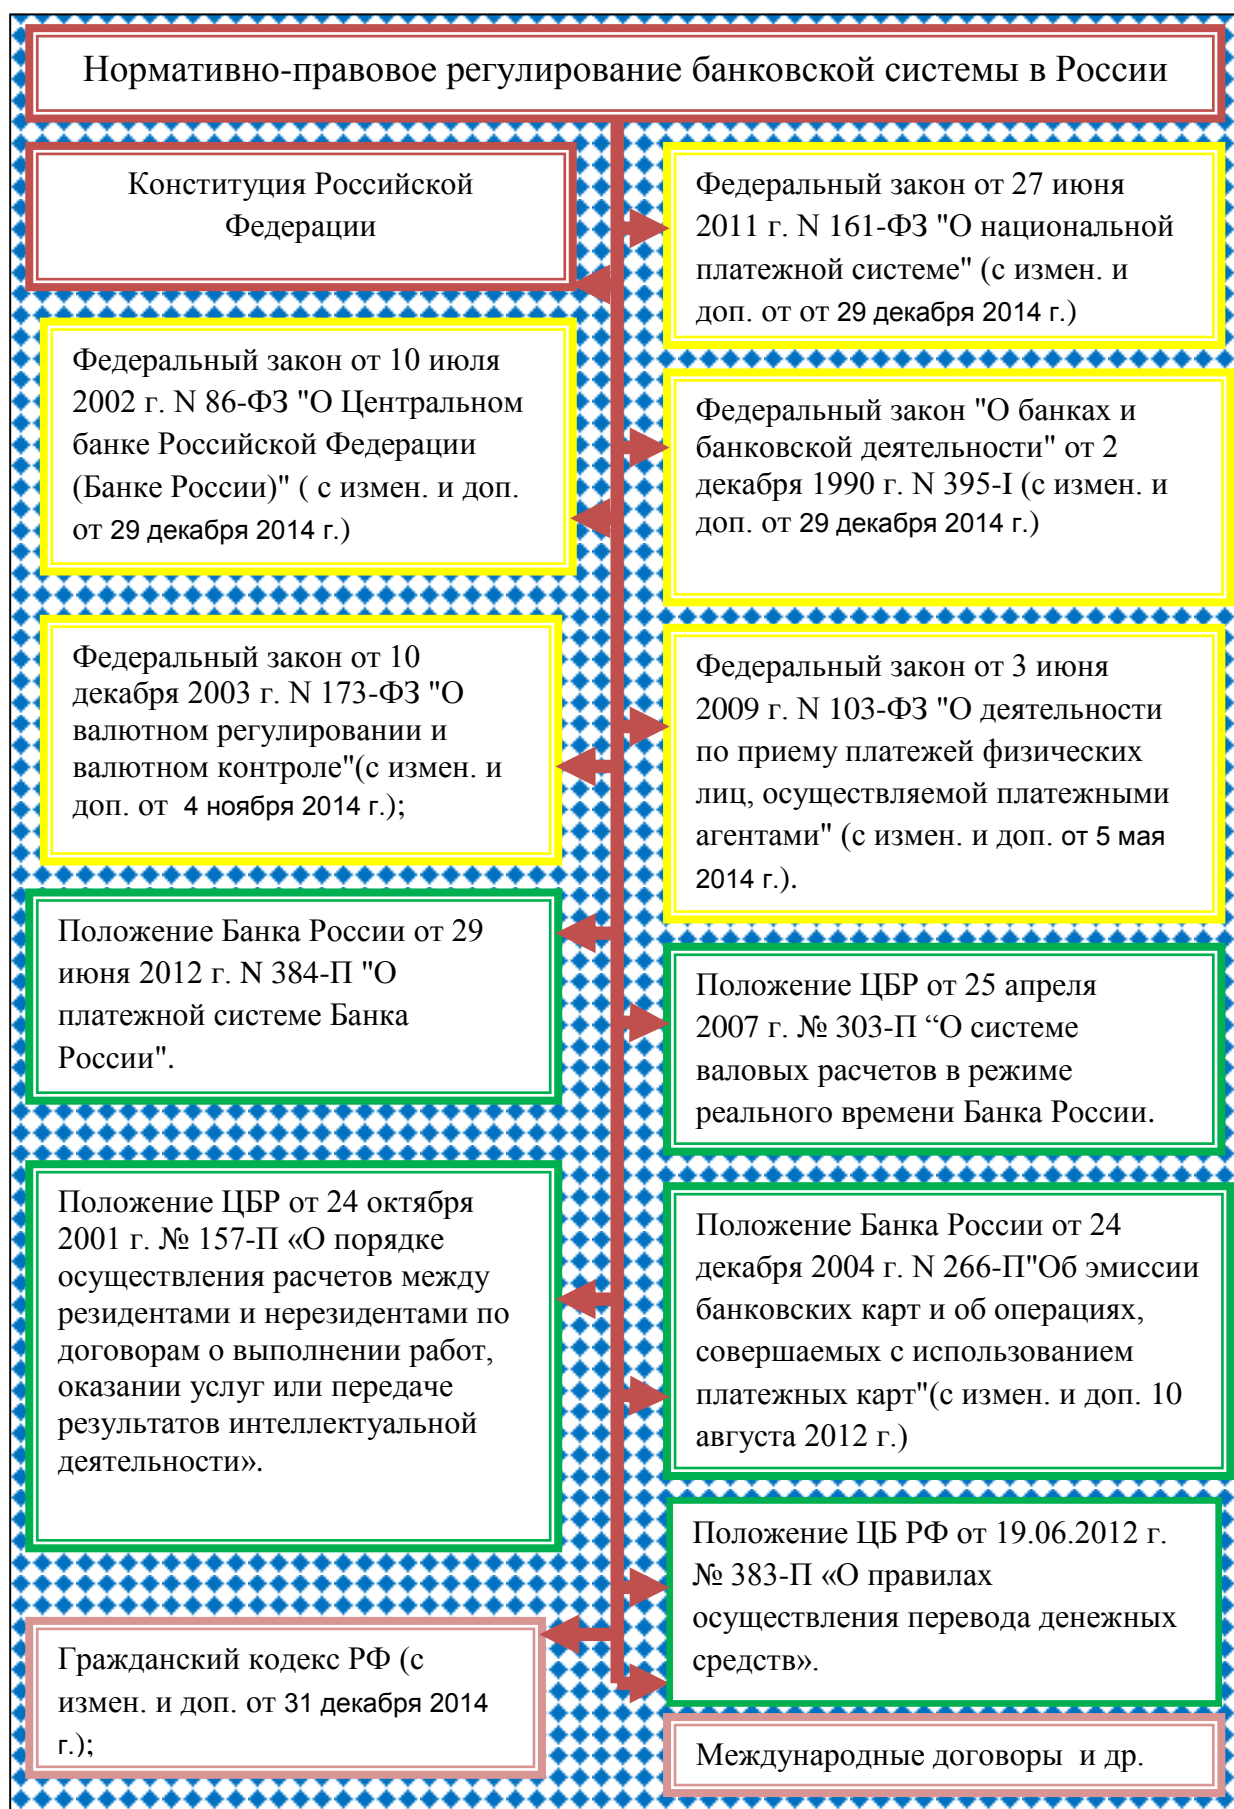 Нормативно-правовое регулирование банковской системы в России
Конституция Российской
Федерации
Федеральный закон от 10 июля
2002 г. N 86-ФЗ "О Центральном
банке Российской Федерации
(Банке России)" ( с измен. и доп.
от 29 декабря 2014 г.)
Федеральный закон от 10
декабря 2003 г. N 173-ФЗ "О
валютном регулировании и
валютном контроле"(с измен. и
доп. от 4 ноября 2014 г.);
Положение Банка России от 29
июня 2012 г. N 384-П "О
платежной системе Банка
России".
Положение ЦБР от 24 октября
2001 г. № 157-П «О порядке
осуществления расчетов между
резидентами и нерезидентами по
договорам о выполнении работ,
оказании услуг или передаче
результатов интеллектуальной
деятельности».
Гражданский кодекс РФ (с
измен. и доп. от 31 декабря 2014
г.);
Федеральный закон от 27 июня
2011 г. N 161-ФЗ "О национальной
платежной системе" (с измен. и
доп. от от 29 декабря 2014 г.)
Федеральный закон "О банках и
банковской деятельности" от 2
декабря 1990 г. N 395-I (с измен. и
доп. от 29 декабря 2014 г.)
Федеральный закон от 3 июня
2009 г. N 103-ФЗ "О деятельности
по приему платежей физических
лиц, осуществляемой платежными
агентами" (с измен. и доп. от 5 мая
2014 г.).
Положение ЦБР от 25 апреля
2007 г. № 303-П “О системе
валовых расчетов в режиме
реального времени Банка России.
Положение Банка России от 24
декабря 2004 г. N 266-П"Об эмиссии
банковских карт и об операциях,
совершаемых с использованием
платежных карт"(с измен. и доп. 10
августа 2012 г.)
Положение ЦБ РФ от 19.06.2012 г.
№ 383-П «О правилах
осуществления перевода денежных
средств».
Международные договоры и др.